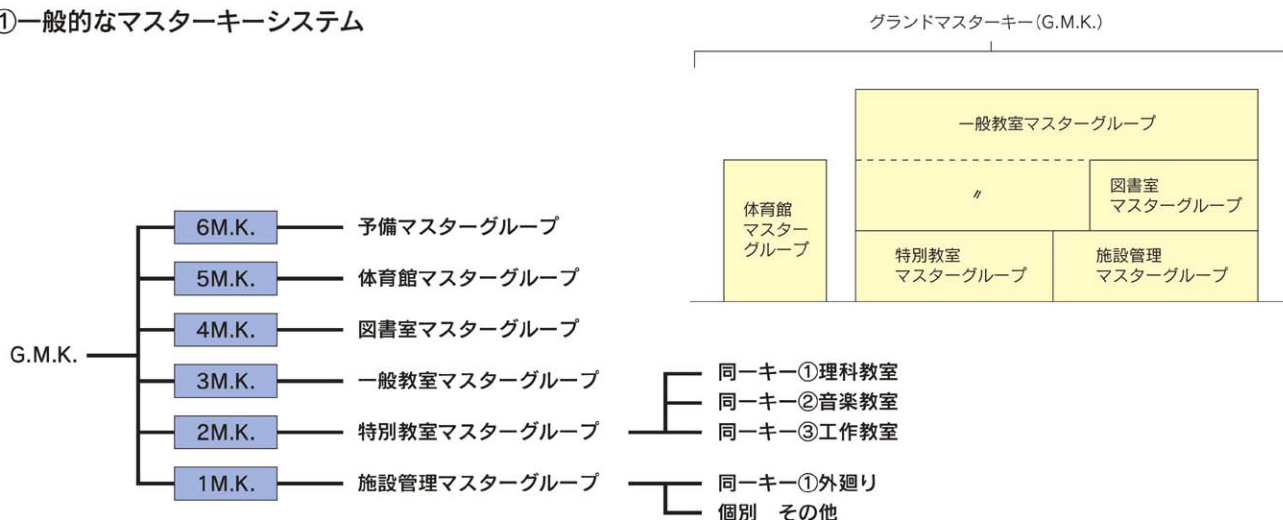 ①一般的なマスターキーシステム
グランドマスターキー(G.M.K.)
一般教室マスターグループ
〃
図書室
マスターグループ
体育館
マスター
グループ
特別教室
マスターグループ
施設管理
マスターグループ
G.M.K.
6M.K. 予備マスターグループ
5M.K. 体育館マスターグループ
4M.K. 図書室マスターグループ
3M.K. 一般教室マスターグループ
2M.K. 特別教室マスターグループ
同一キー①理科教室
同一キー②音楽教室
同一キー③工作教室
1M.K. 施設管理マスターグループ
同一キー①外廻り
個別 その他